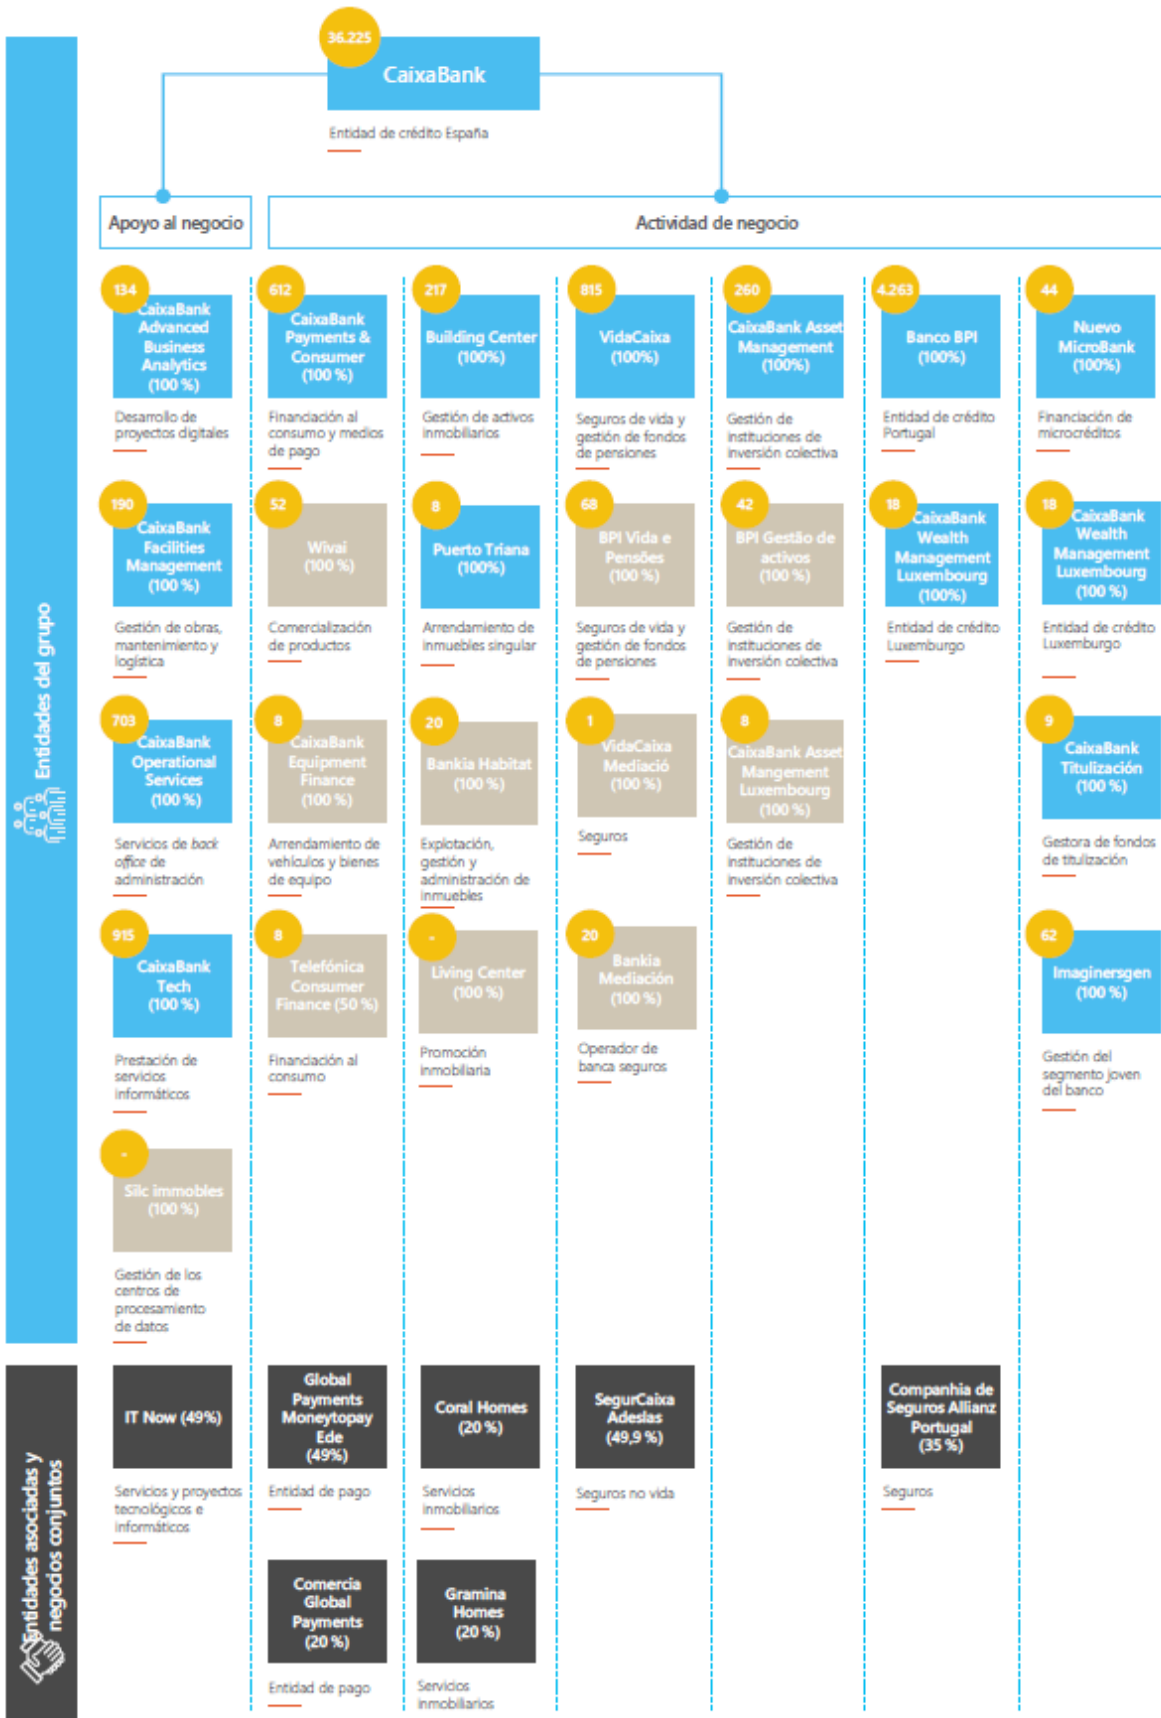 36.225
CaixaBank
Entidad de crédito España
Apoyo al negocio
Actividad de negocio
Entidades del grupo
134
CaixaBank
Advanced
Business
Analytics
(100 %)
Desarrollo de
proyectos digitales
612
CaixaBank
Payments &
Consumer
(100 %)
Financiación al
consumo y medios
de pago
217
Building Center
(100%)
Gestión de activos
inmobiliarios
815
VidaCaixa
(100%)
Seguros de vida y
gestión de fondos
de pensiones
260
CaixaBank Asset
Management
(100%)
Gestión de
instituciones de
inversión colectiva
4.263
Banco BPI
(100%)
Entidad de crédito
Portugal
44
Nuevo
MicroBank
(100%)
Financiación de
microcréditos
190
CaixaBank
Facilities
Management
(100 %)
Gestión de obras,
mantenimiento y
logística
52
Wivai
(100 %)
Comercialización
de productos
8
Puerto Triana
(100%)
Arrendamiento de
inmuebles singular
68
BPI Vida e
Pensões
(100 %)
Seguros de vida y
gestión de fondos
de pensiones
42
BPI Gestão de
activos
(100 %)
Gestión de
instituciones de
inversión colectiva
18
CaixaBank
Wealth
Management
Luxembourg
(100%)
Entidad de crédito
Luxemburgo
18
CaixaBank
Wealth
Management
Luxembourg
(100 %)
Entidad de crédito
Luxemburgo
703
CaixaBank
Operational
Services
(100 %)
Servicios de back
office de
administración
8
CaixaBank
Equipment
Finance
(100 %)
Arrendamiento de
vehículos y bienes
de equipo
20
Bankia Habitat
(100 %)
Explotación,
gestión y
administración de
inmuebles
1
VidaCaixa
Mediació
(100 %)
Seguros
8
CaixaBank Asset
Mangement
Luxembourg
(100 %)
Gestión de
instituciones de
inversión colectiva
9
CaixaBank
Titulización
(100 %)
Gestora de fondos
de titulización
915
CaixaBank
Tech
(100 %)
Prestación de
servicios
informáticos
8
Telefónica
Consumer
Finance (50 %)
Financiación al
consumo
-
Living Center
(100 %)
Promoción
inmobiliaria
20
Bankia
Mediación
(100 %)
Operador de
banca seguros
62
Imaginersgen
(100 %)
Gestión del
segmento joven
del banco
-
Silc immobles
(100 %)
Gestión de los
centros de
procesamiento
de datos
Entidades asociadas y
negocios conjuntos
IT Now (49%)
Servicios y proyectos
tecnológicos e
informáticos
Global
Payments
Moneytopay
Ede
(49%)
Entidad de pago
Coral Homes
(20 %)
Servicios
inmobiliarios
SegurCaixa
Adeslas
(49,9 %)
Seguros no vida
Companhia de
Seguros Allianz
Portugal
(35 %)
Seguros
Comercia
Global
Payments
(20 %)
Entidad de pago
Gramina
Homes
(20 %)
Servicios
inmobiliarios